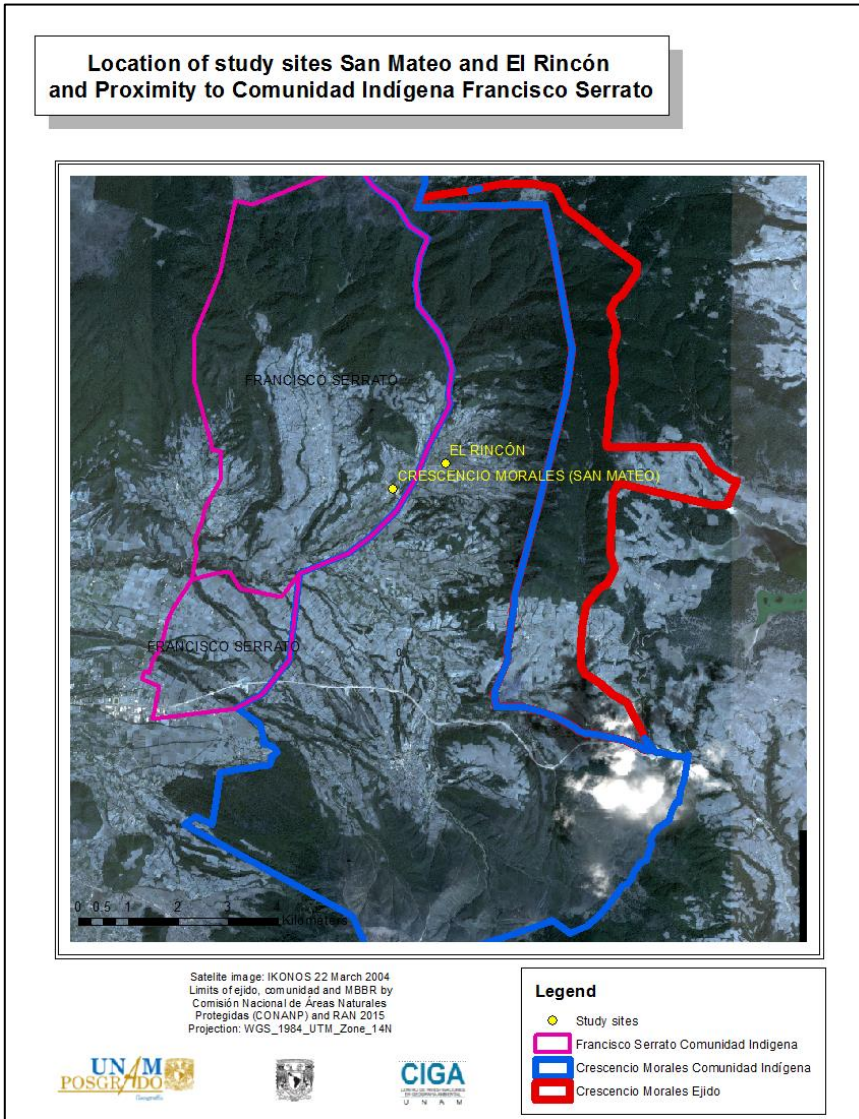 Location of study sites San Mateo and El Rincón
and Proximity to Comunidad Indígena Francisco Serrato
FRANCISCO SERRATO
EL RINCÓN
CRESCENCIO MORALES (SAN MATEO)
FRANCISCO SERRATO
0 0.5 1 2 3 4
Kilometers
Satelite image: IKONOS 22 March 2004
Limits of ejido, comunidad and MBBR by
Comisión Nacional de Áreas Naturales
Protegidas (CONANP) and RAN 2015
Projection: WGS_1984_UTM_Zone_14N
Legend
Study sites
Francisco Serrato Comunidad Indigena
Crescencio Morales Comunidad Indígena
Crescencio Morales Ejido
UNAM
POSGRADO
Geografía
CIGA
UNAM